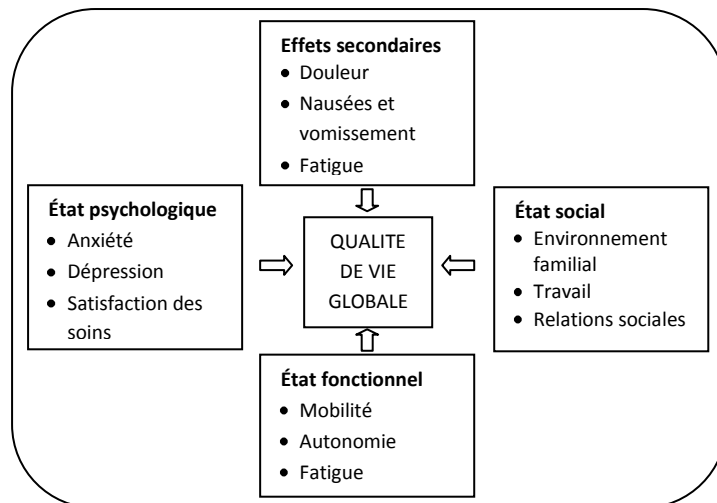 Effets secondaires
• Douleur
• Nausées et
vomissement
• Fatigue
État psychologique
• Anxiété
• Dépression
• Satisfaction des
soins
QUALITE
DE VIE
GLOBALE
État social
• Environnement
familial
• Travail
• Relations sociales
État fonctionnel
• Mobilité
• Autonomie
• Fatigue